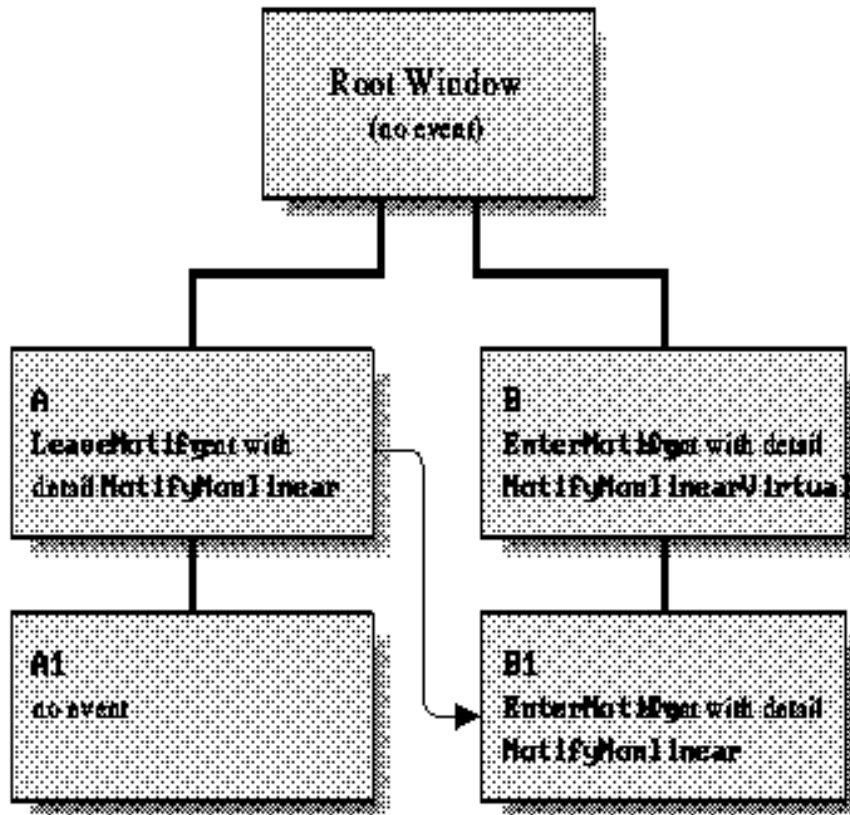 Root Window
(no event)
A
LeaveNotify with
detail NotifyNonlinear
B
EnterNotify with detail
NotifyNonlinearVirtual
A1
no event
B1
EnterNotify with detail
NotifyNonlinear